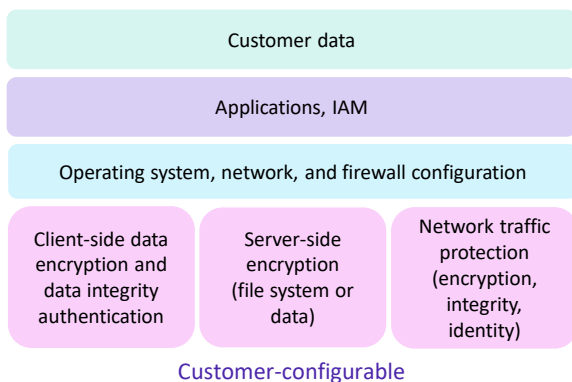 Customer data
Applications, IAM
Operating system, network, and firewall configuration
Client-side data
encryption and
data integrity
authentication
Server-side
encryption
(file system or
data)
Network traffic
protection
(encryption,
integrity,
identity)
Customer-configurable